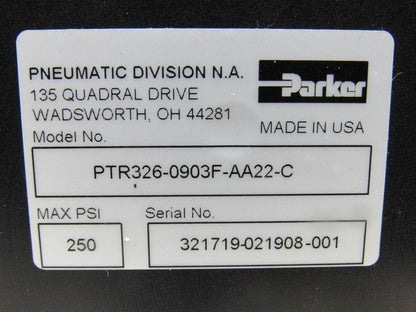 PNEUMATIC DIVISION N.A.
135 QUADRAL DRIVE
WADSWORTH, OH 44281
Parker
MADE IN USA
Model No.
PTR326-0903F-AA22-C
MAX PSI
Serial No.
250
321719-021908-001